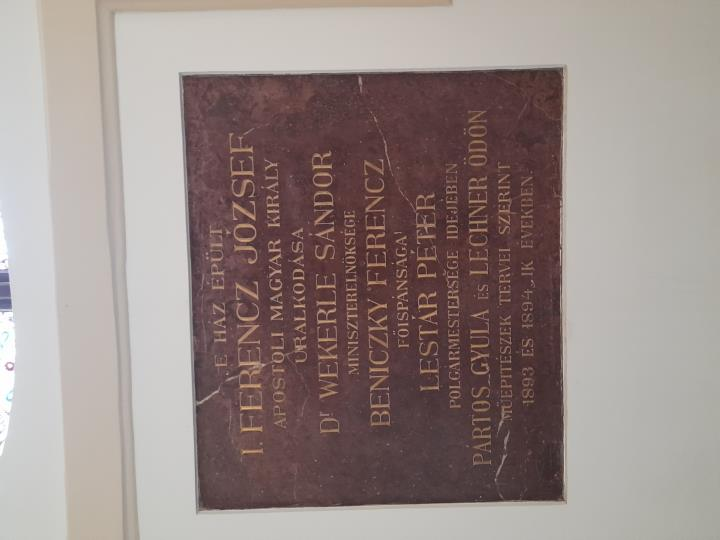 E HÁZ ÉPÜLT
I. FERENCZ JÓZSEF
APOSTOLI MAGYAR KIRÁLY
URALKODÁSA
Dr WEKERLE SÁNDOR
MINISZTERELNÖKSÉGE
BENICZKY FERENCZ
FŐISPÁNSÁGA
LESTÁR PÉTER
POLGÁRMESTERSÉGE IDEJÉBEN
PÁRTOS GYULA ÉS LECHNER ÖDÖN
MŰÉPITÉSZEK TERVEI SZERINT
1893 ÉS 1894„IK ÉVEKBEN.